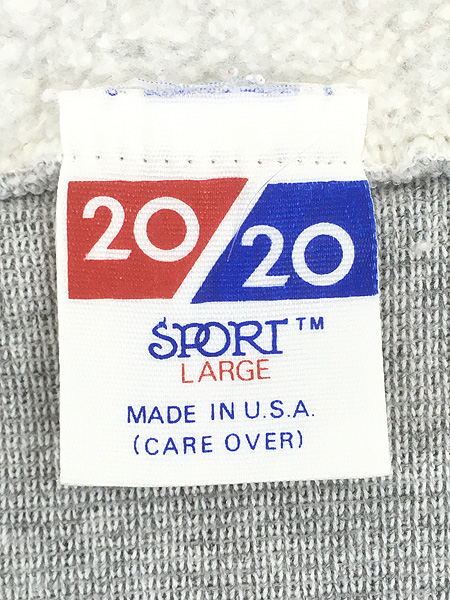 20/20
SPORT™
LARGE
MADE IN U.S.A.
(CARE OVER)